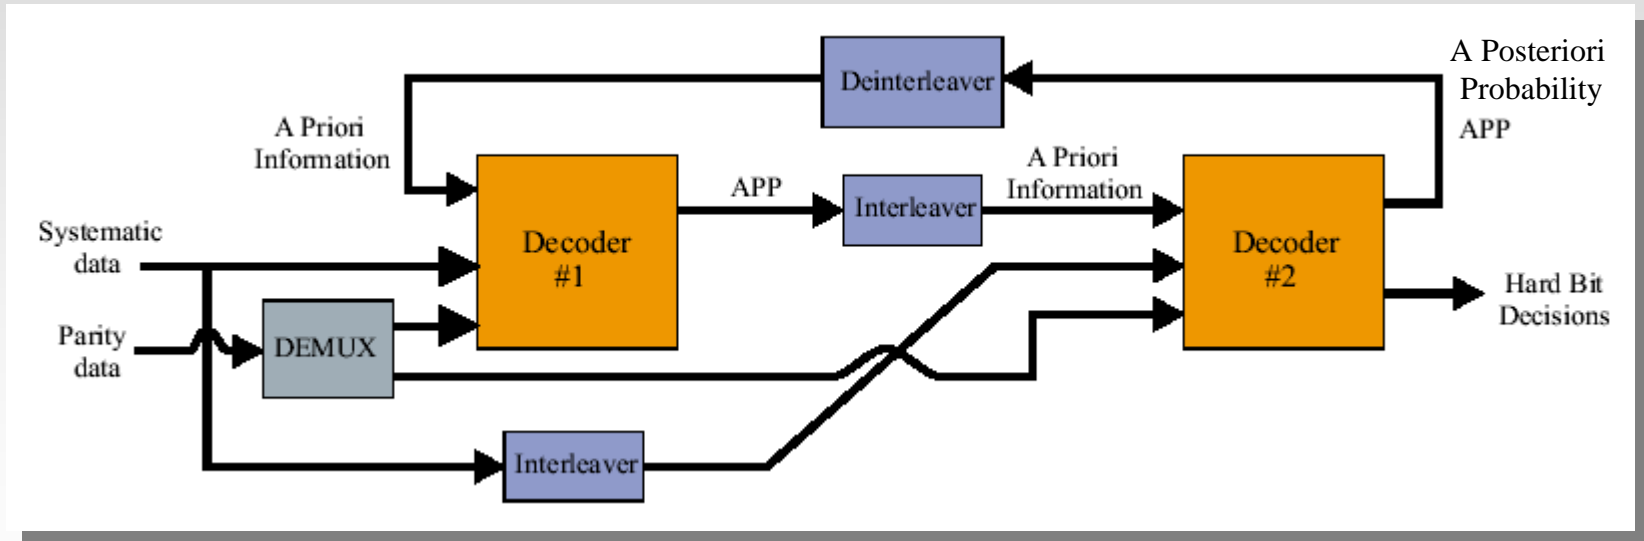 A Posteriori
Probability
APP
Deinterleaver
A Priori
Information
APP
Interleaver
A Priori
Information
Systematic
data
Decoder
#1
Decoder
#2
Hard Bit
Decisions
Parity
data
DEMUX
Interleaver